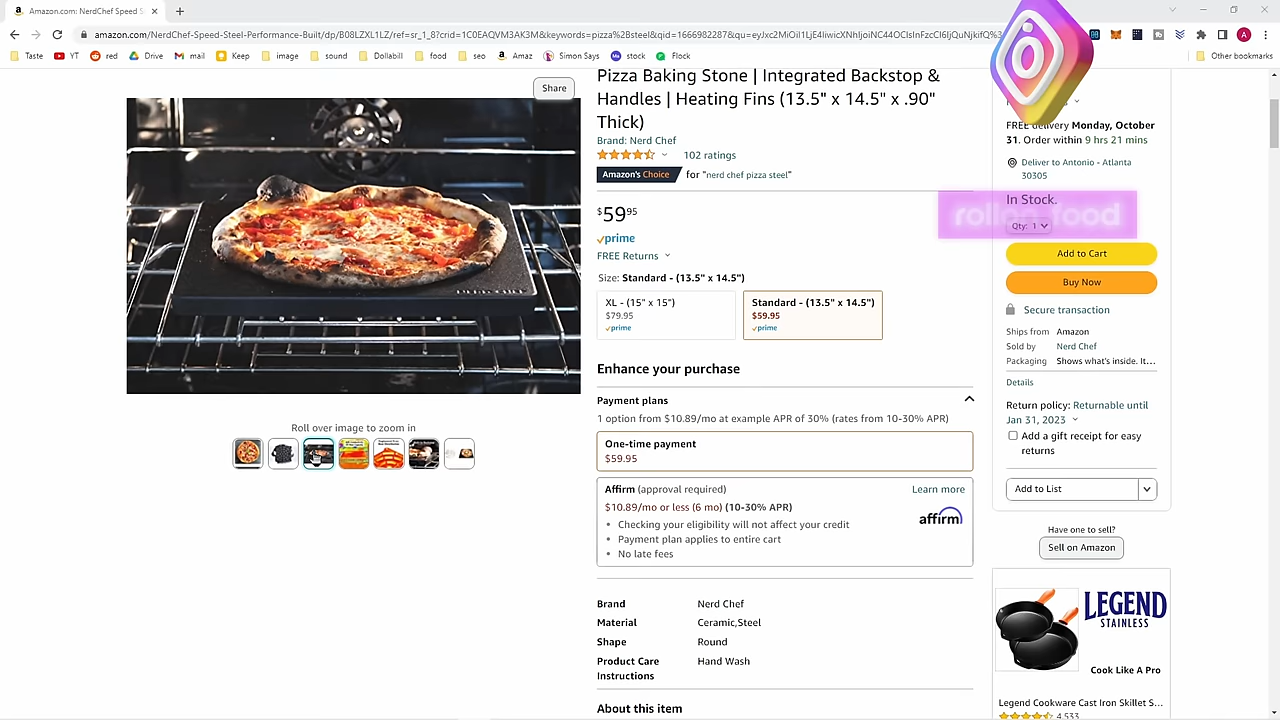 Amazon.com: NerdChef Speed-Steel
amazon.com/NerdChef-Speed-Steel-Performance-Built/dp/B08LZXL1LZ/ref=sr_1_8?crid=1C0EAQVM3AK3M&keywords=pizza%2Bsteel&qid=1666982287&qu=
Taste YT red Drive mail Keep image sound Dollabill food seo Amaz Simon Says stock Flock Other bookmarks
Share
Pizza Baking Stone | Integrated Backstop &
Handles | Heating Fins (13.5" x 14.5" x .90"
Thick)
Brand: Nerd Chef
102 ratings
Amazon's Choice for "nerd chef pizza steel"
$59 95
prime
FREE Returns
Size: Standard - (13.5" x 14.5")
XL - (15" x 15")
$79.95
prime
Standard - (13.5" x 14.5")
$59.95
prime
Roll over image to zoom in
Enhance your purchase
Payment plans
1 option from $10.89/mo at example APR of 30% (rates from 10-30% APR)
One-time payment
$59.95
Affirm (approval required) Learn more
$10.89/mo or less (6 mo) (10-30% APR)
affirm
• Checking your eligibility will not affect your credit
• Payment plan applies to entire cart
• No late fees
Brand Nerd Chef
Material Ceramic,Steel
Shape Round
Product Care Hand Wash
Instructions
About this item
FREE delivery Monday, October
31. Order within 9 hrs 21 mins
Deliver to Antonio - Atlanta
30305
In Stock.
food
Qty: 1
Add to Cart
Buy Now
Secure transaction
Ships from Amazon
Sold by Nerd Chef
Packaging Shows what's inside. It...
Details
Return policy: Returnable until
Jan 31, 2023
Add a gift receipt for easy
returns
Add to List
Have one to sell?
Sell on Amazon
LEGEND
STAINLESS
Cook Like A Pro
Legend Cookware Cast Iron Skillet S...
4,533